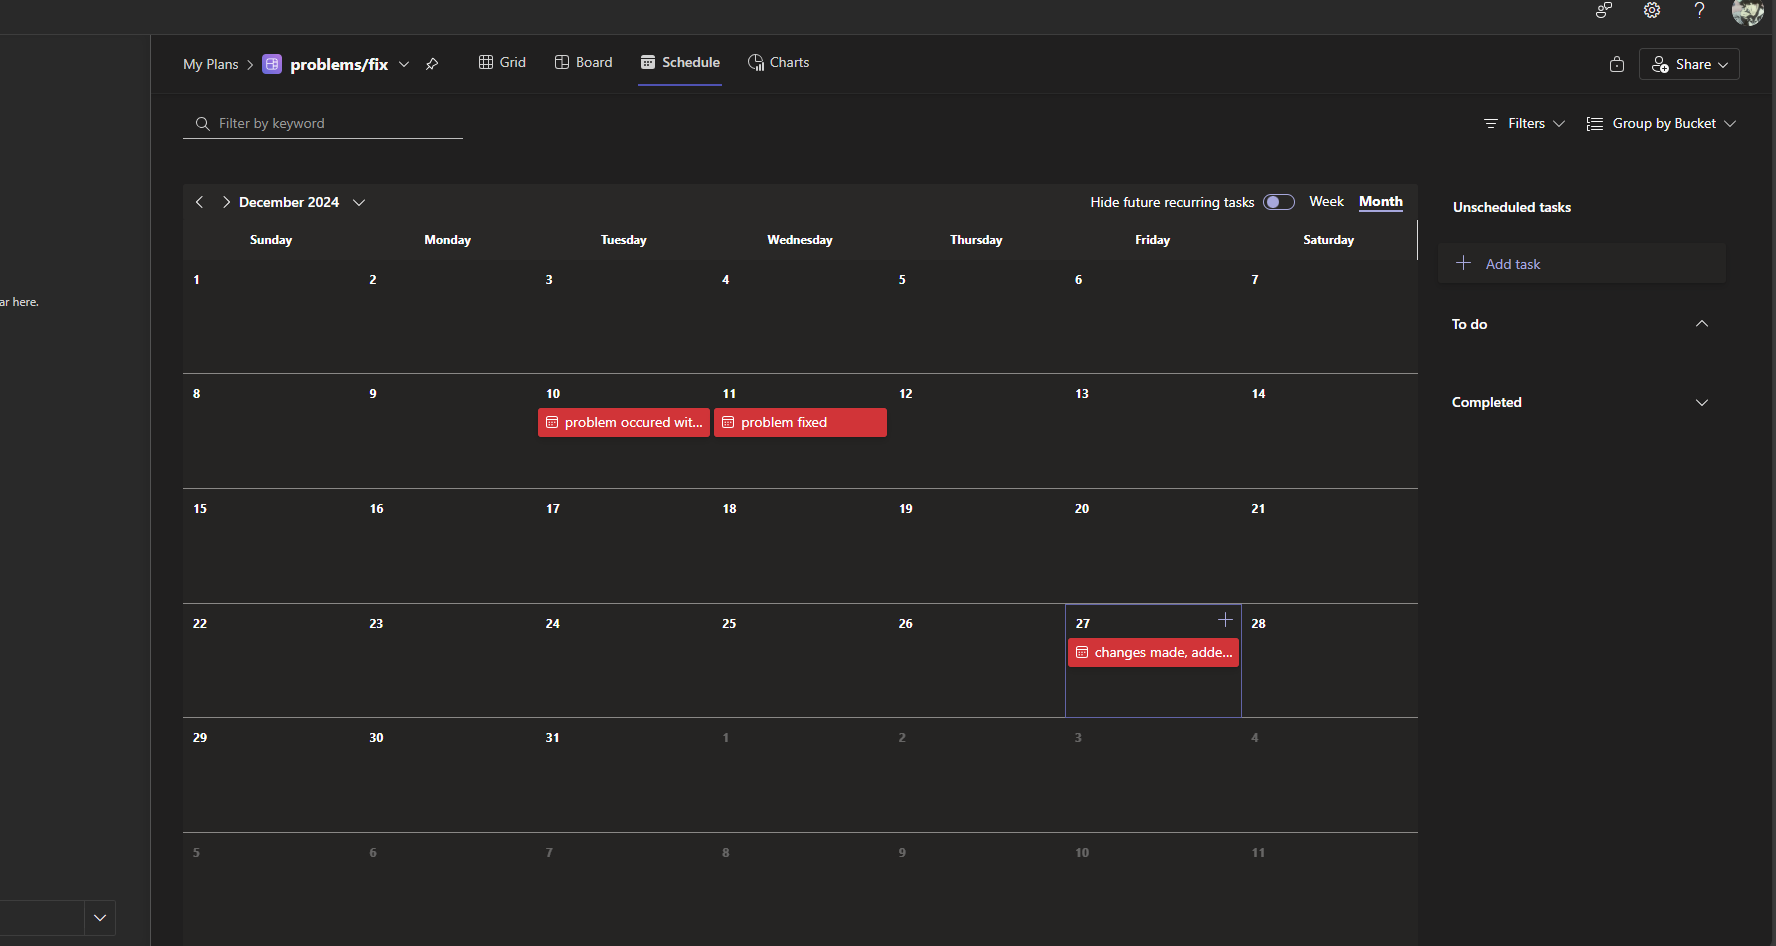 My Plans
problems/fix
Grid
Board
Schedule
Charts
Share
Filter by keyword
Filters
Group by Bucket
December 2024
Hide future recurring tasks
Week
Month
Unscheduled tasks
Sunday Monday Tuesday Wednesday Thursday Friday Saturday
Add task
1 2 3 4 5 6 7
ar here.
To do
8 9 10 11 12 13 14
Completed
problem occured wit...
problem fixed
15 16 17 18 19 20 21
22 23 24 25 26 27 28
changes made, adde...
29 30 31 1 2 3 4
5 6 7 8 9 10 11